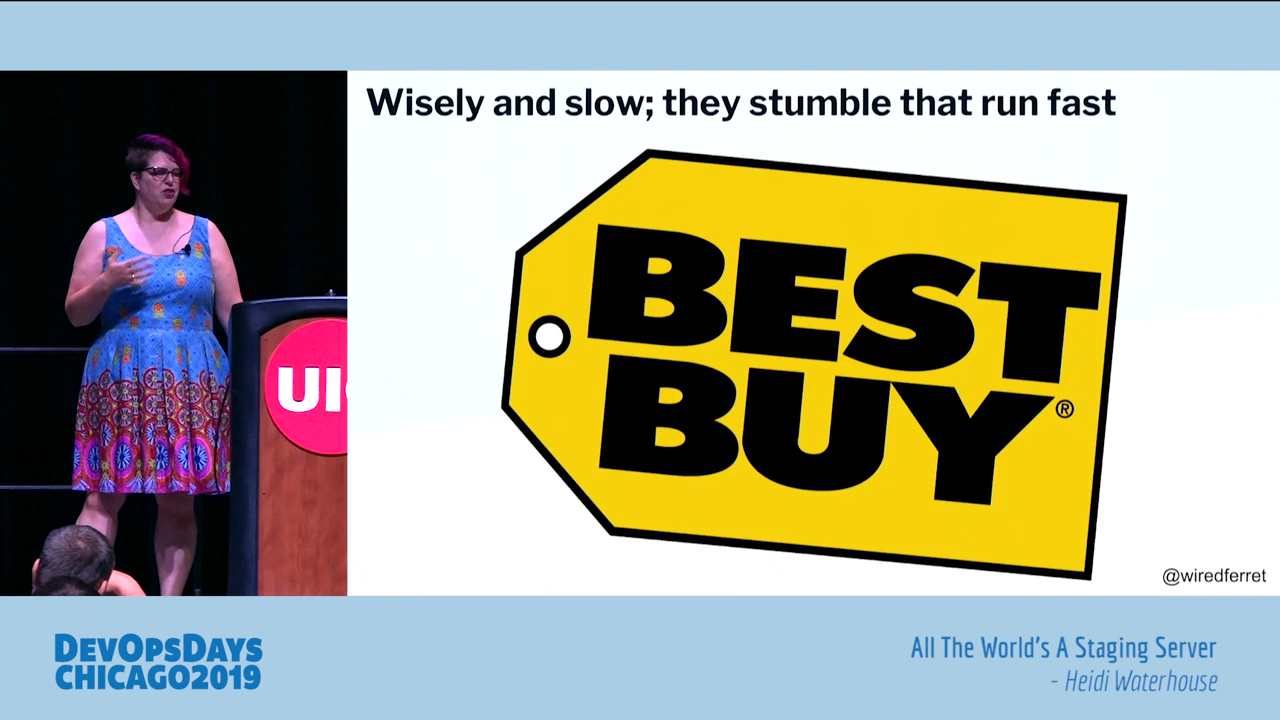 Wisely and slow; they stumble that run fast
BEST
BUY®
UI
@wiredferret
DEVOPSDAYS
CHICAGO2019
All The World's A Staging Server
- Heidi Waterhouse